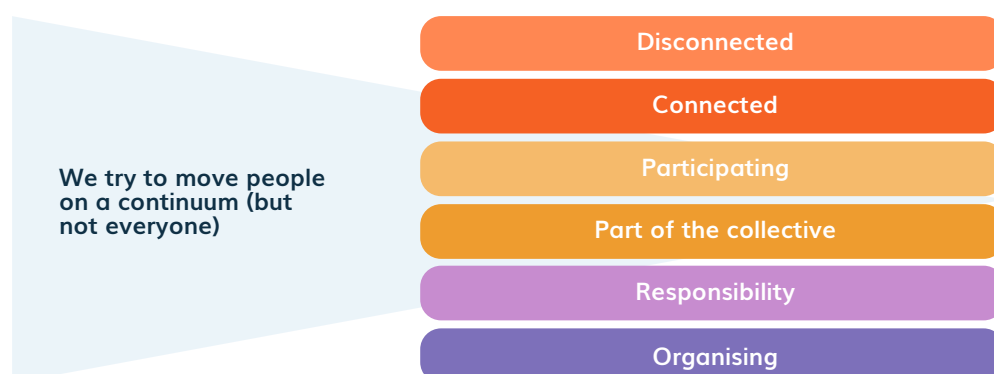 We try to move people
on a continuum (but
not everyone)
Disconnected
Connected
Participating
Part of the collective
Responsibility
Organising